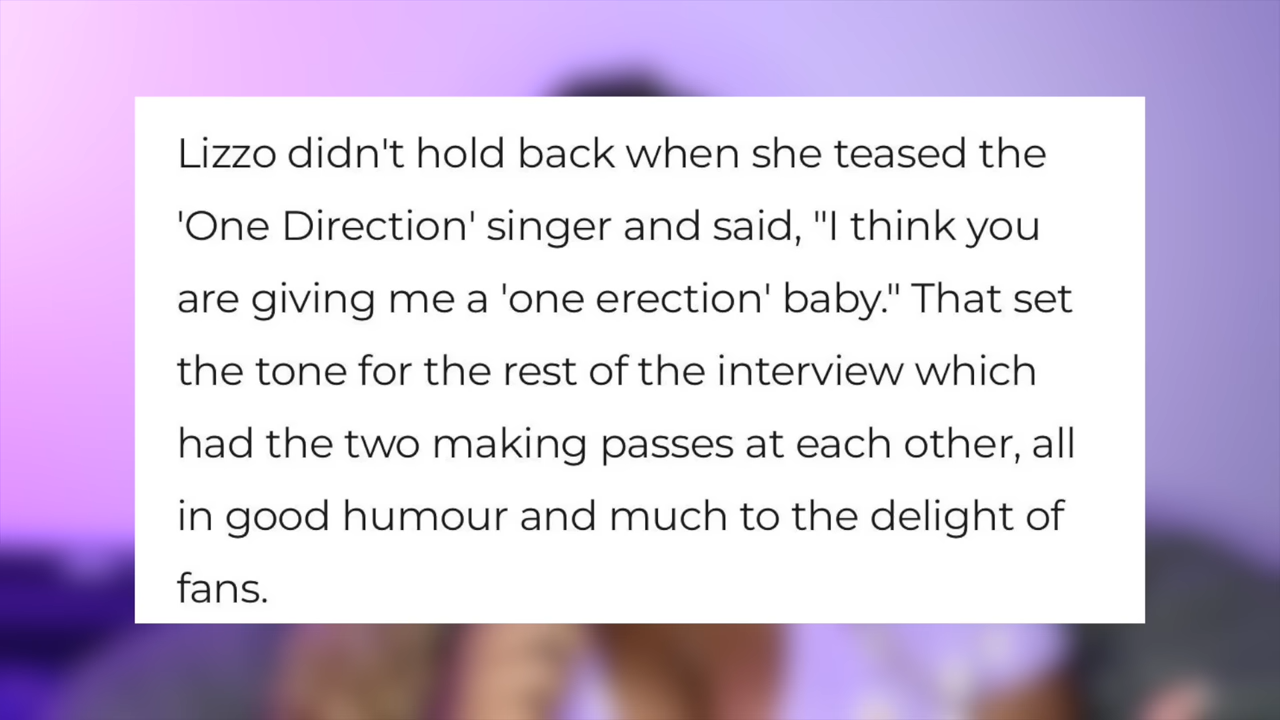 Lizzo didn't hold back when she teased the
'One Direction' singer and said, "I think you
are giving me a 'one erection' baby." That set
the tone for the rest of the interview which
had the two making passes at each other, all
in good humour and much to the delight of
fans.